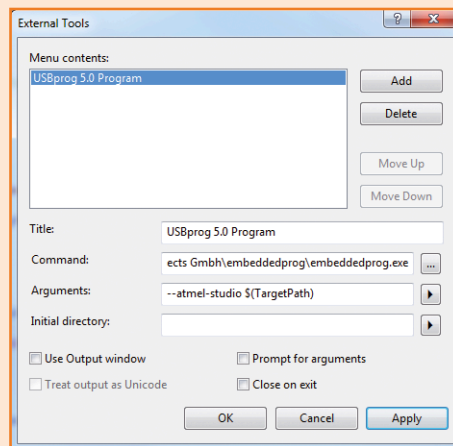 External Tools
Menu contents:
USBprog 5.0 Program
Add
Delete
Move Up
Move Down
Title:
USBprog 5.0 Program
Command:
ects Gmbh\embeddedprog\embeddedprog.exe
...
Arguments:
--atmel-studio $(TargetPath)
Initial directory:
Use Output window
Prompt for arguments
Treat output as Unicode
Close on exit
OK
Cancel
Apply